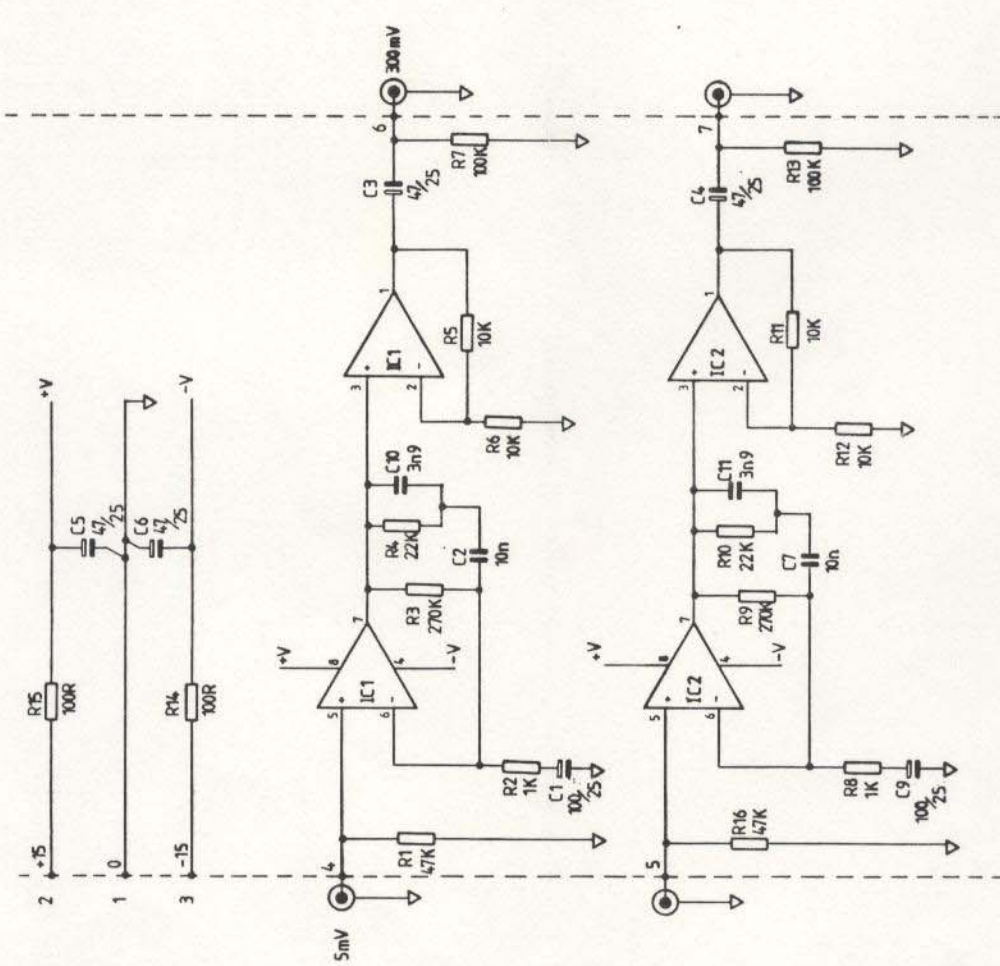 2
+15
R15
100R
+V
C5
47/25
1
0
C6
47/25
3
-15
R14
100R
-V
5mV
4
R1
47K
5
+
6
-
IC1
+V
8
4
-V
7
R2
1K
C1
100/25
R3
270K
R4
22K
C10
3n9
C2
10n
3
+
2
-
IC1
1
R5
10K
R6
10K
C3
47/25
R7
100K
6
300mV
5
R16
47K
5
+
6
-
IC2
+V
8
4
-V
7
R8
1K
C9
100/25
R9
270K
R10
22K
C11
3n9
C7
10n
3
+
2
-
IC2
1
R11
10K
R12
10K
C4
47/25
R13
100K
7